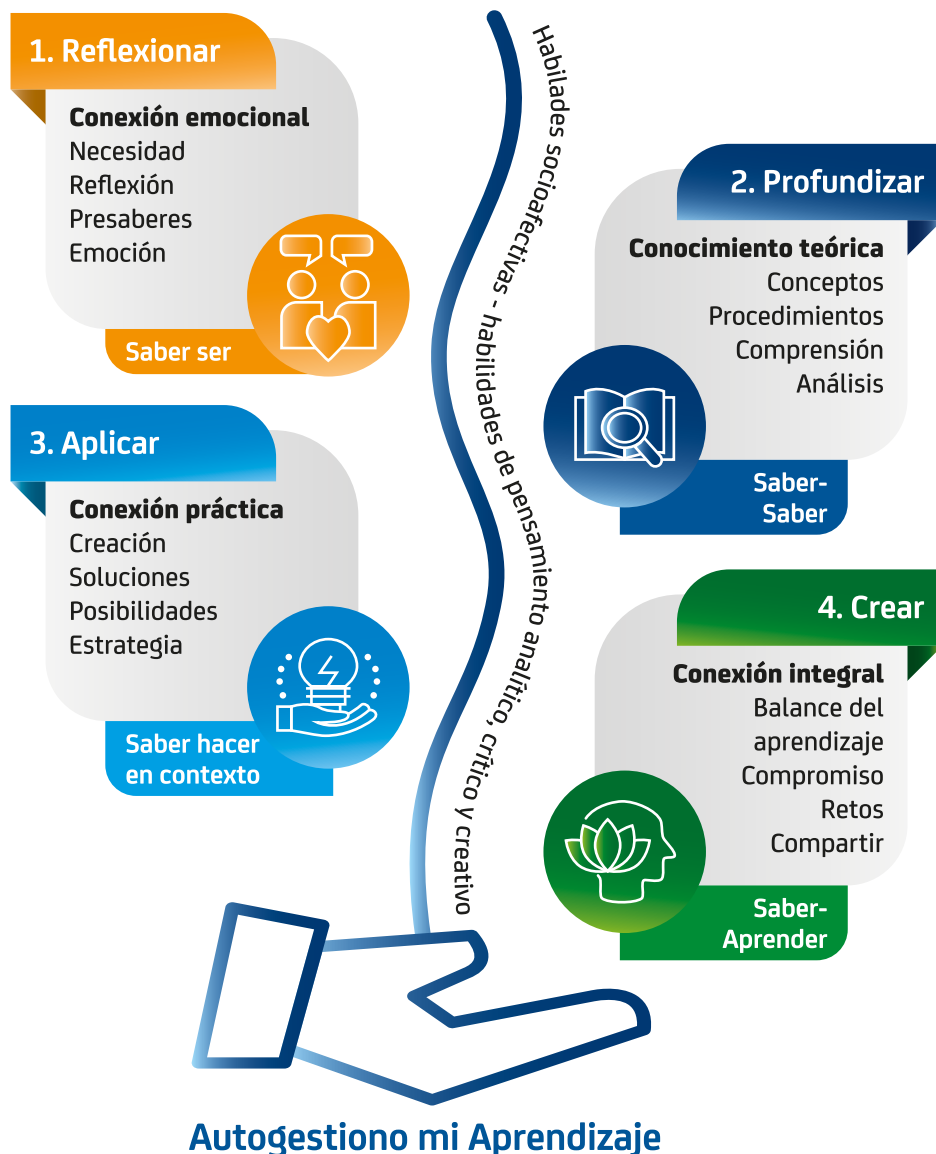 1. Reflexionar
Conexión emocional
Necesidad
Reflexión
Presaberes
Emoción
Saber ser
Habilades socioafectivas - habilidades de pensamiento analítico, crítico y creativo
2. Profundizar
Conocimiento teórica
Conceptos
Procedimientos
Comprensión
Análisis
Saber-
Saber
3. Aplicar
Conexión práctica
Creación
Soluciones
Posibilidades
Estrategia
Saber hacer
en contexto
4. Crear
Conexión integral
Balance del
aprendizaje
Compromiso
Retos
Compartir
Saber-
Aprender
Autogestiono mi Aprendizaje